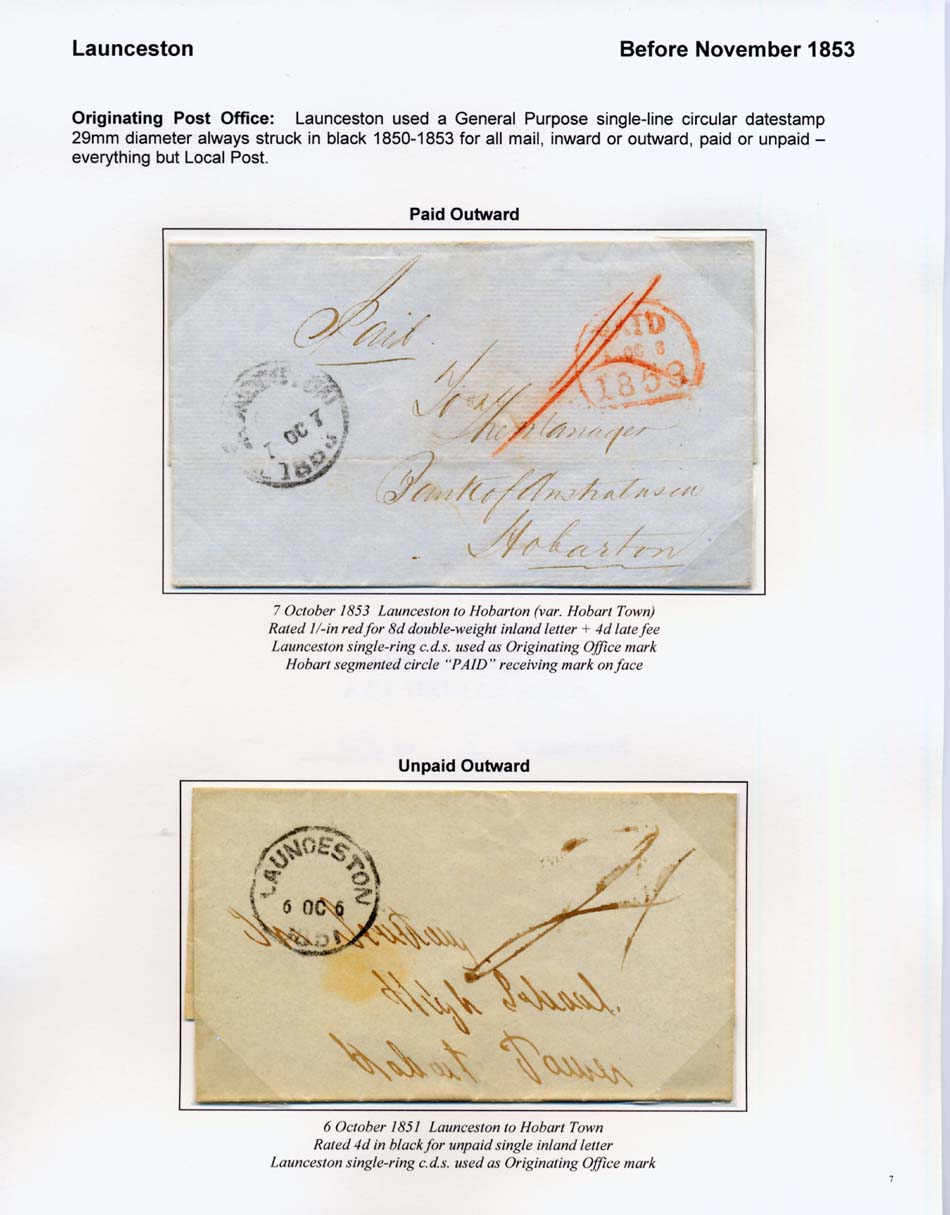 Launceston
Before November 1853
Originating Post Office: Launceston used a General Purpose single-line circular datestamp
29mm diameter always struck in black 1850-1853 for all mail, inward or outward, paid or unpaid –
everything but Local Post.
Paid Outward
Paid
PAID
OC 8
1853
LAUNCESTON
7 OC 7
1853
To
The Manager
Bank of Australasia
Hobarton
7 October 1853 Launceston to Hobarton (var. Hobart Town)
Rated 1/-in red for 8d double-weight inland letter + 4d late fee
Launceston single-ring c.d.s. used as Originating Office mark
Hobart segmented circle “PAID” receiving mark on face
Unpaid Outward
LAUNCESTON
6 OC 6
1851
4
High School.
Hobart Town
6 October 1851 Launceston to Hobart Town
Rated 4d in black for unpaid single inland letter
Launceston single-ring c.d.s. used as Originating Office mark
7